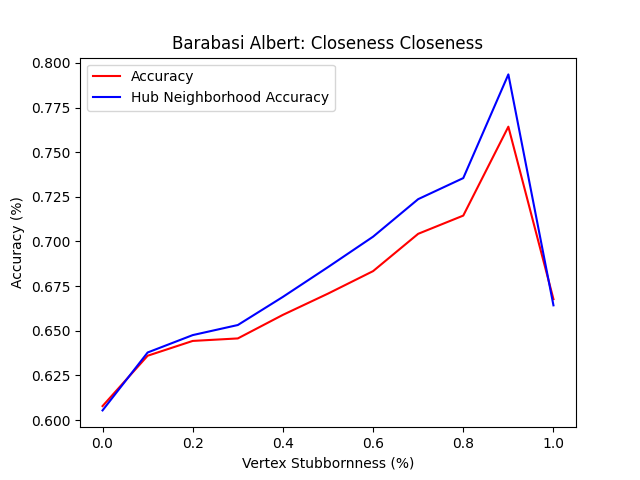 Barabasi Albert: Closeness Closeness
Accuracy
Hub Neighborhood Accuracy
Accuracy (%)
0.800
0.775
0.750
0.725
0.700
0.675
0.650
0.625
0.600
0.0 0.2 0.4 0.6 0.8 1.0
Vertex Stubbornness (%)